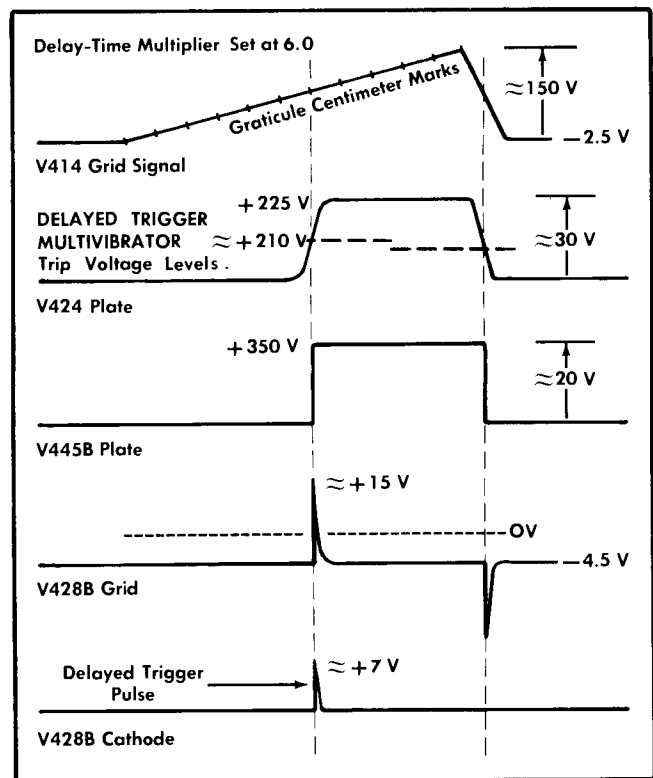 Delay-Time Multiplier Set at 6.0
Graticule Centimeter Marks
≈150 V
—2.5 V
V414 Grid Signal
+225 V
DELAYED TRIGGER
MULTIVIBRATOR ≈+210 V
Trip Voltage Levels.
≈30 V
V424 Plate
+350 V
≈20 V
V445B Plate
≈+15 V
OV
—4.5 V
V428B Grid
≈+7 V
Delayed Trigger
Pulse
V428B Cathode